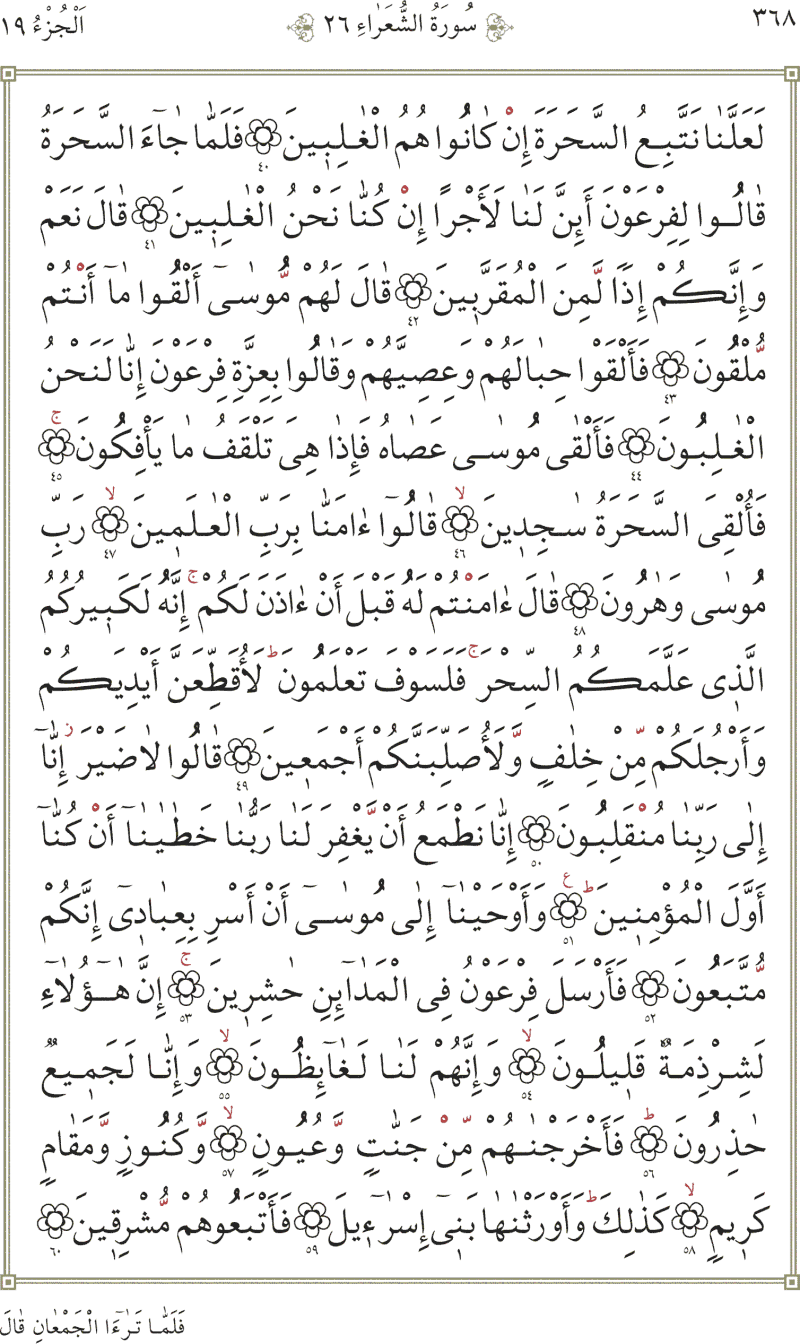 ٣٦٨ سُورَةُ الشُّعَرَاءِ ٢٦ اَلْجُزْءُ ١٩
لَعَلَّنَا نَتَّبِعُ السَّحَرَةَ إِنْ كَانُوا هُمُ الْغٰلِبِينَ ٤٠ فَلَمَّا جَآءَ السَّحَرَةُ
قَالُوا لِفِرْعَوْنَ أَئِنَّ لَنَا لَأَجْرًا إِنْ كُنَّا نَحْنُ الْغٰلِبِينَ ٤١ قَالَ نَعَمْ
وَإِنَّكُمْ إِذًا لَّمِنَ الْمُقَرَّبِينَ ٤٢ قَالَ لَهُمْ مُّوسٰىٓ أَلْقُوا مَآ أَنْتُم
مُّلْقُونَ ٤٣ فَأَلْقَوْا حِبَالَهُمْ وَعِصِيَّهُمْ وَقَالُوا بِعِزَّةِ فِرْعَوْنَ إِنَّا لَنَحْنُ
الْغٰلِبُونَ ٤٤ فَأَلْقٰى مُوسٰى عَصَاهُ فَإِذَا هِىَ تَلْقَفُ مَا يَأْفِكُونَ ۚ ٤٥
فَأُلْقِىَ السَّحَرَةُ سٰجِدِينَ ۙ ٤٦ قَالُوٓا ءَامَنَّا بِرَبِّ الْعٰلَمِينَ ۙ ٤٧ رَبِّ
مُوسٰى وَهٰرُونَ ٤٨ قَالَ ءَامَنْتُم لَهُ قَبْلَ أَنْ ءَاذَنَ لَكُمْ ۚ إِنَّهُ لَكَبِيرُكُم
الَّذِى عَلَّمَكُمُ السِّحْرَ ۚ فَلَسَوْفَ تَعْلَمُونَ ؕ لَأُقَطِّعَنَّ أَيْدِيَكُمْ
وَأَرْجُلَكُمْ مِّنْ خِلٰفٍ وَّلَأُصَلِّبَنَّكُمْ أَجْمَعِينَ ٤٩ قَالُوا لَا ضَيْرَ ز إِنَّآ
إِلٰى رَبِّنَا مُنْقَلِبُونَ ٥٠ إِنَّا نَطْمَعُ أَنْ يَّغْفِرَ لَنَا رَبُّنَا خَطٰيٰنَآ أَنْ كُنَّآ
أَوَّلَ الْمُؤْمِنِينَ ؕ ع ٥١ وَأَوْحَيْنَآ إِلٰى مُوسٰىٓ أَنْ أَسْرِ بِعِبَادِىٓ إِنَّكُمْ
مُّتَّبَعُونَ ٥٢ فَأَرْسَلَ فِرْعَوْنُ فِى الْمَدَآئِنِ حٰشِرِينَ ۚ ٥٣ إِنَّ هٰٓؤُلَآءِ
لَشِرْذِمَةٌ قَلِيلُونَ ۙ ٥٤ وَإِنَّهُمْ لَنَا لَغَآئِظُونَ ۙ ٥٥ وَإِنَّا لَجَمِيعٌ
حٰذِرُونَ ؕ ٥٦ فَأَخْرَجْنٰهُمْ مِّنْ جَنّٰتٍ وَّعُيُونٍ ۙ ٥٧ وَّكُنُوزٍ وَّمَقَامٍ
كَرِيمٍ ۙ ٥٨ كَذٰلِكَ ؕ وَأَوْرَثْنٰهَا بَنِىٓ إِسْرَآءِيلَ ٥٩ فَأَتْبَعُوهُمْ مُّشْرِقِينَ ٦٠
فَلَمَّا تَرَٰٓءَا الْجَمْعَانِ قَالَ